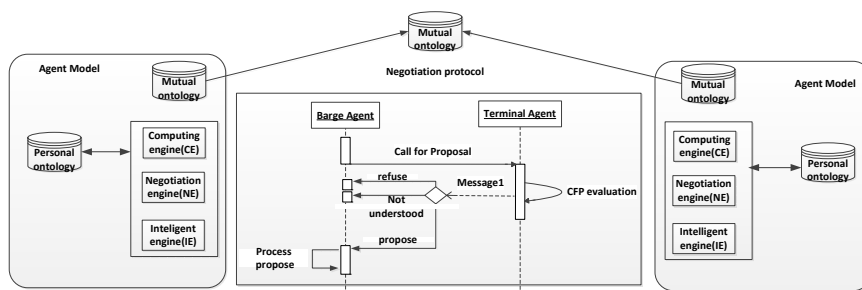 Mutual
ontology
Negotiation protocol
Agent Model
Mutual
ontology
Personal
ontology
Computing
engine(CE)
Negotiation
engine(NE)
Inteligent
engine(IE)
Barge Agent
Terminal Agent
Call for Proposal
refuse
Message1
CFP evaluation
Not
understood
propose
Process
propose
Agent Model
Mutual
ontology
Computing
engine(CE)
Negotiation
engine(NE)
Intelligent
engine(IE)
Personal
ontology